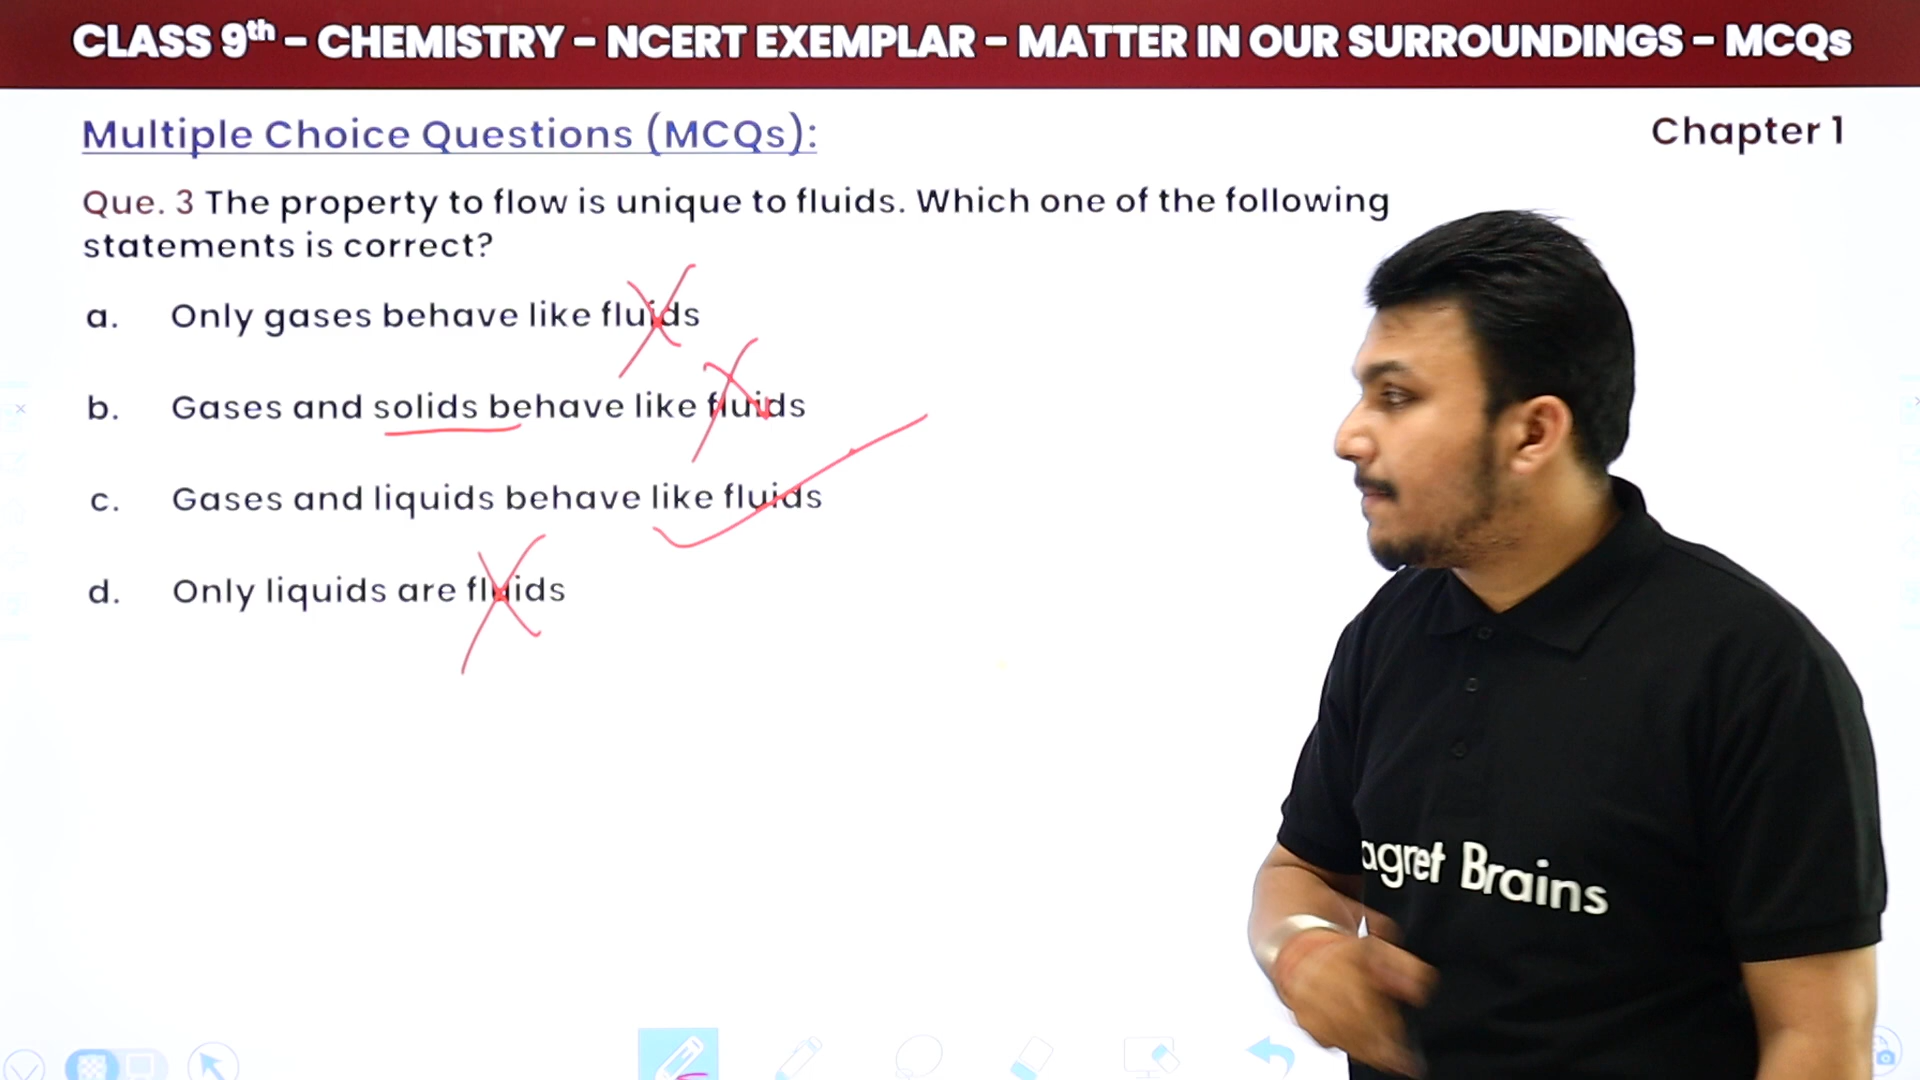 CLASS 9th – CHEMISTRY – NCERT EXEMPLAR – MATTER IN OUR SURROUNDINGS – MCQs
Multiple Choice Questions (MCQs):
Chapter 1
Que. 3 The property to flow is unique to fluids. Which one of the following
statements is correct?
a. Only gases behave like fluids
b. Gases and solids behave like fluids
c. Gases and liquids behave like fluids
d. Only liquids are fluids
agret Brains